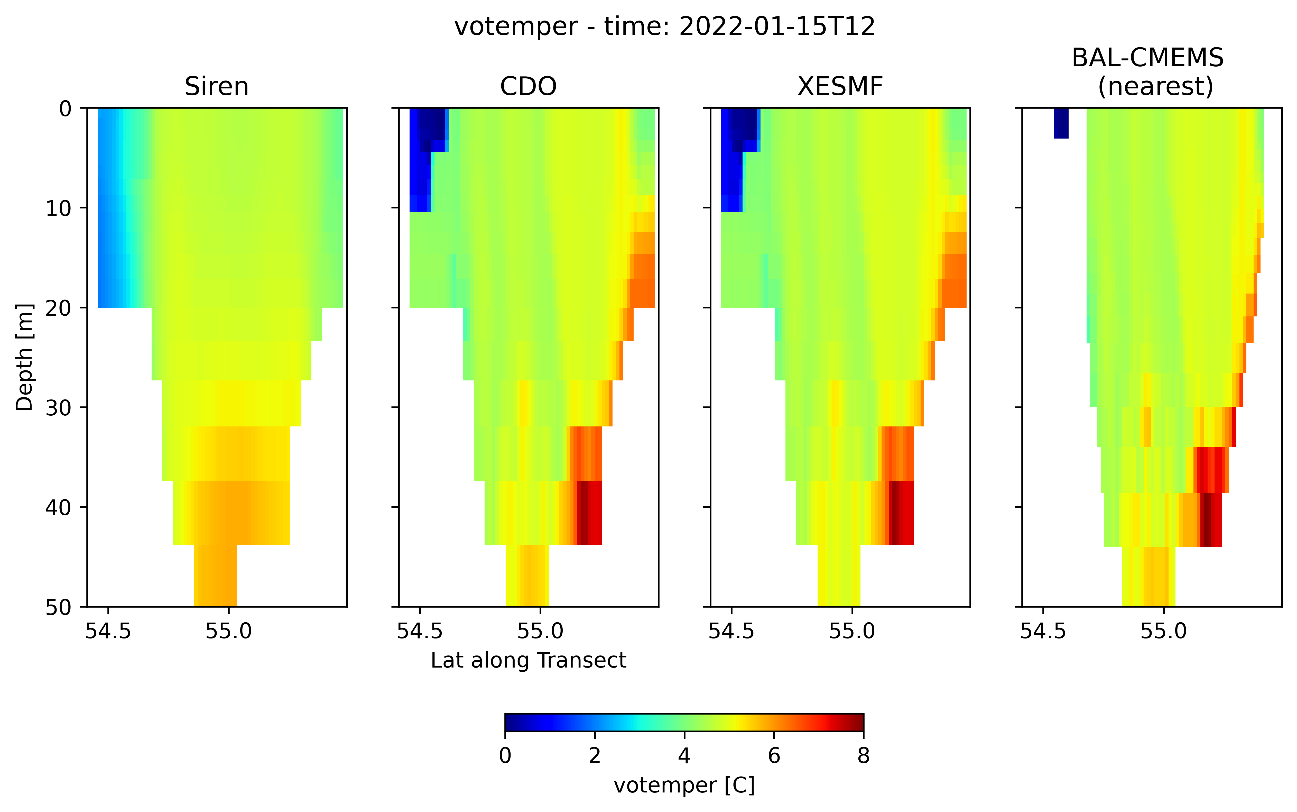 votemper - time: 2022-01-15T12
Siren
CDO
XESMF
BAL-CMEMS
(nearest)
0
10
20
30
40
50
Depth [m]
54.5 55.0
54.5 55.0
54.5 55.0
54.5 55.0
Lat along Transect
0 2 4 6 8
votemper [C]